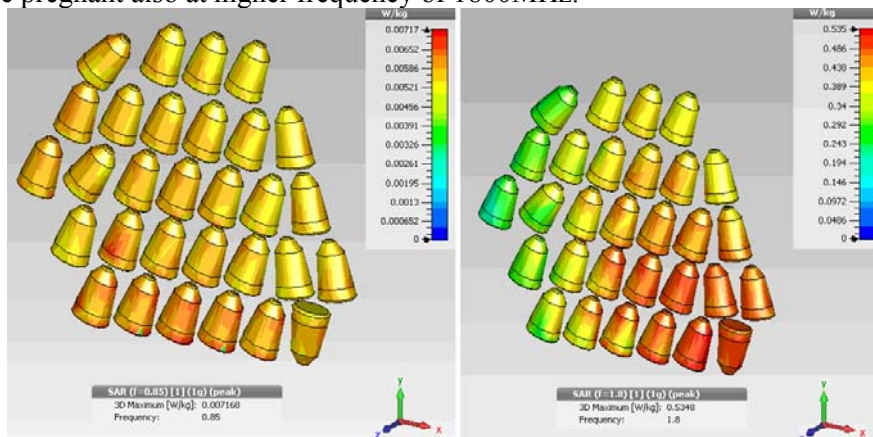 pregnant also at higher frequency of 1800MHz.
W/kg
0.00717
0.00652
0.00586
0.00521
0.00456
0.00391
0.00326
0.00261
0.00195
0.0013
0.000652
0
SAR (f=0.85) [1] (1g) (peak)
3D Maximum [W/kg]: 0.007168
Frequency: 0.85
y
z
x
W/kg
0.535
0.486
0.438
0.389
0.34
0.292
0.243
0.194
0.146
0.0972
0.0486
0
SAR (f=1.8) [1] (1g) (peak)
3D Maximum [W/kg]: 0.5348
Frequency: 1.8
y
z
x